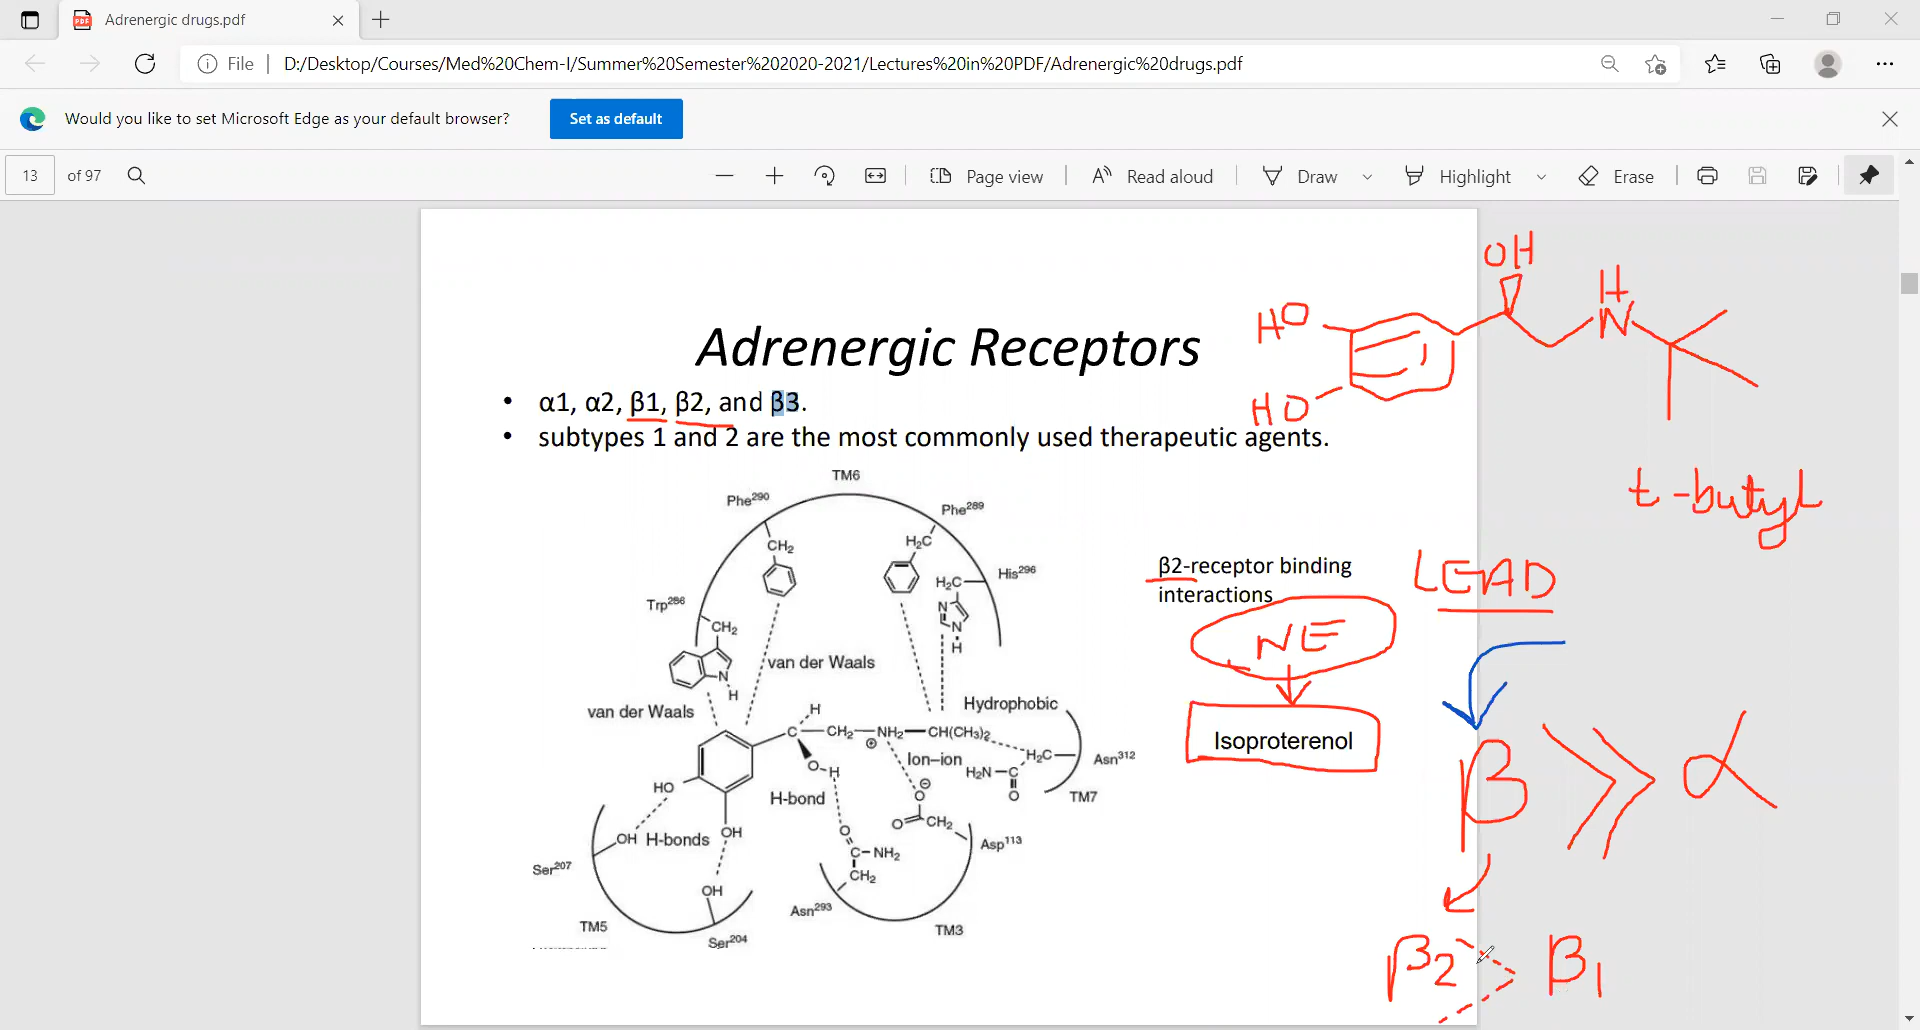 Adrenergic drugs.pdf
File
D:/Desktop/Courses/Med%20Chem-I/Summer%20Semester%202020-2021/Lectures%20in%20PDF/Adrenergic%20drugs.pdf
Would you like to set Microsoft Edge as your default browser?
Set as default
13 of 97
Page view
Read aloud
Draw
Highlight
Erase
Adrenergic Receptors
• α1, α2, β1, β2, and β3.
• subtypes 1 and 2 are the most commonly used therapeutic agents.
OH
H
N
HO
HO
t-butyl
TM6
Phe290
Phe289
CH2
H2C
His296
H2C
N
N
H
Trp286
CH2
N
H
van der Waals
van der Waals
Hydrophobic
H
C
CH2
NH2
⊕
CH(CH3)2
O-H
H-bond
Ion–ion
H2C
Asn312
H2N
C
O
TM7
HO
OH
OH
H-bonds
Ser207
OH
TM5
Ser204
⊖
O
O
CH2
Asp113
O
C
NH2
CH2
Asn293
TM3
β2-receptor binding
interactions
NE
Isoproterenol
LEAD
β >> α
β2 > β1